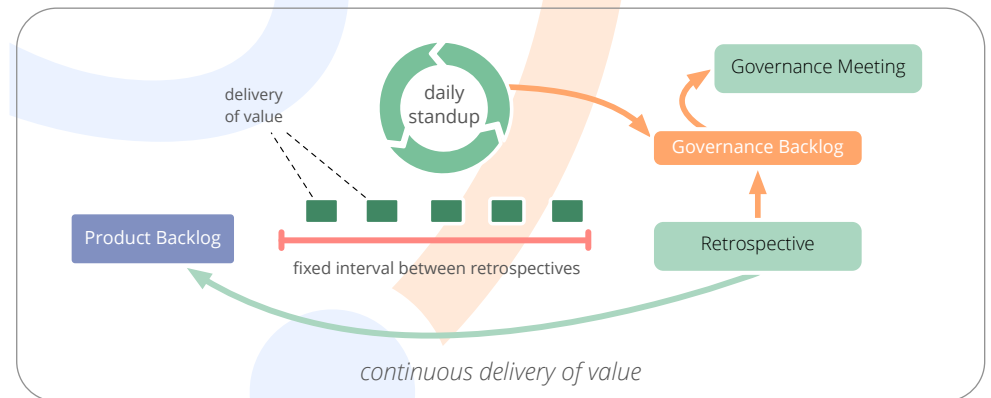 Governance Meeting
delivery
of value
daily
standup
Governance Backlog
Product Backlog
Retrospective
fixed interval between retrospectives
continuous delivery of value